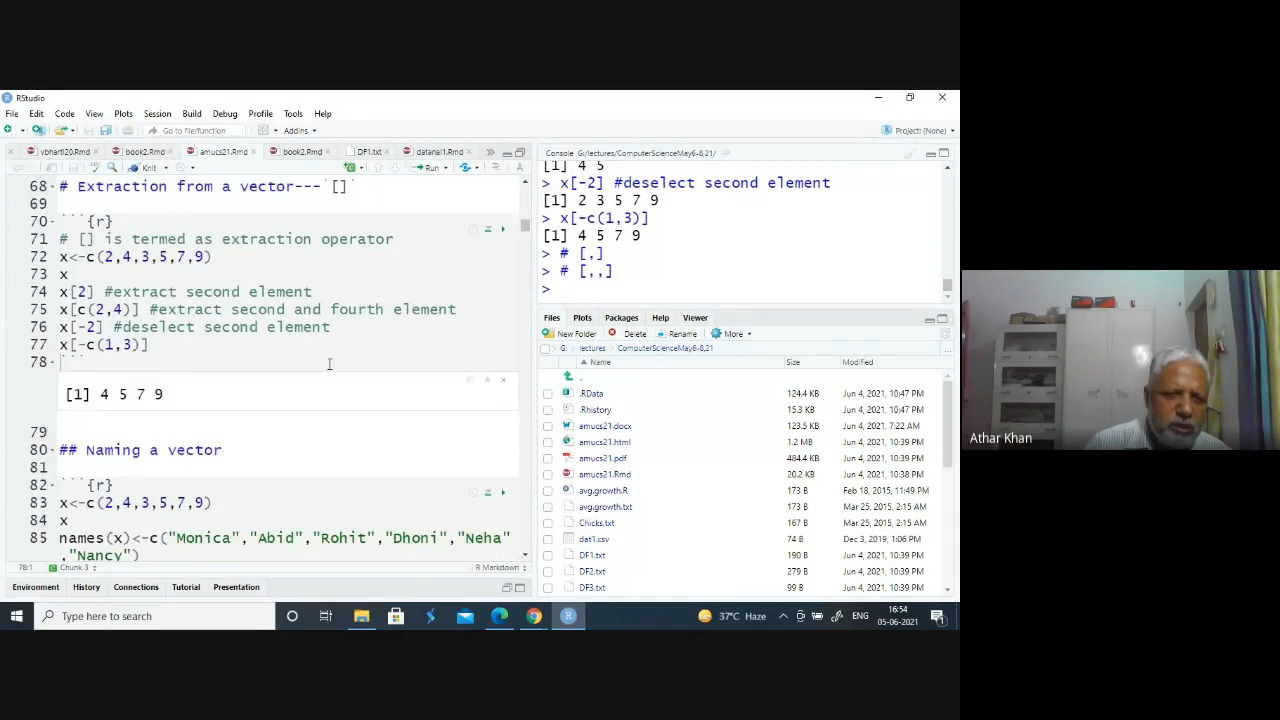 RStudio
File Edit Code View Plots Session Build Debug Profile Tools Help
Go to file/function Addins Project: (None)
vbharti20.Rmd book2.Rmd amucs21.Rmd book2.Rmd DF1.txt datanal1.Rmd
Knit Run
68 # Extraction from a vector---`[]`
69
70 ```{r}
71 # [] is termed as extraction operator
72 x<-c(2,4,3,5,7,9)
73 x
74 x[2] #extract second element
75 x[c(2,4)] #extract second and fourth element
76 x[-2] #deselect second element
77 x[-c(1,3)]
78 ```
[1] 4 5 7 9
79
80 ## Naming a vector
81
82 ```{r}
83 x<-c(2,4,3,5,7,9)
84 x
85 names(x)<-c("Monica","Abid","Rohit","Dhoni","Neha"
,"Nancy")
78:1 Chunk 3 R Markdown
Environment History Connections Tutorial Presentation
Console G:/lectures/ComputerScienceMay6-8,21/
[1] 4 5
> x[-2] #deselect second element
[1] 2 3 5 7 9
> x[-c(1,3)]
[1] 4 5 7 9
> # [,]
> # [,,]
>
Files Plots Packages Help Viewer
New Folder Delete Rename More
G: lectures ComputerScienceMay6-8,21
Name Size Modified
..
.RData 124.4 KB Jun 4, 2021, 10:47 PM
.Rhistory 15.3 KB Jun 4, 2021, 10:47 PM
amucs21.docx 123.5 KB Jun 4, 2021, 7:22 AM
amucs21.html 1.2 MB Jun 4, 2021, 10:39 PM
amucs21.pdf 484.4 KB Jun 4, 2021, 10:39 PM
amucs21.Rmd 20.2 KB Jun 4, 2021, 10:38 PM
avg.growth.R 173 B Feb 18, 2015, 11:49 PM
avg.growth.txt 173 B Mar 25, 2015, 2:15 AM
Chicks.txt 167 B Mar 25, 2015, 2:15 AM
dat1.csv 74 B Dec 3, 2019, 1:06 PM
DF1.txt 190 B Jun 4, 2021, 10:39 PM
DF2.txt 279 B Jun 4, 2021, 10:39 PM
DF3.txt 99 B Jun 4, 2021, 10:39 PM
Athar Khan
Type here to search
37°C Haze ENG 16:54
05-06-2021